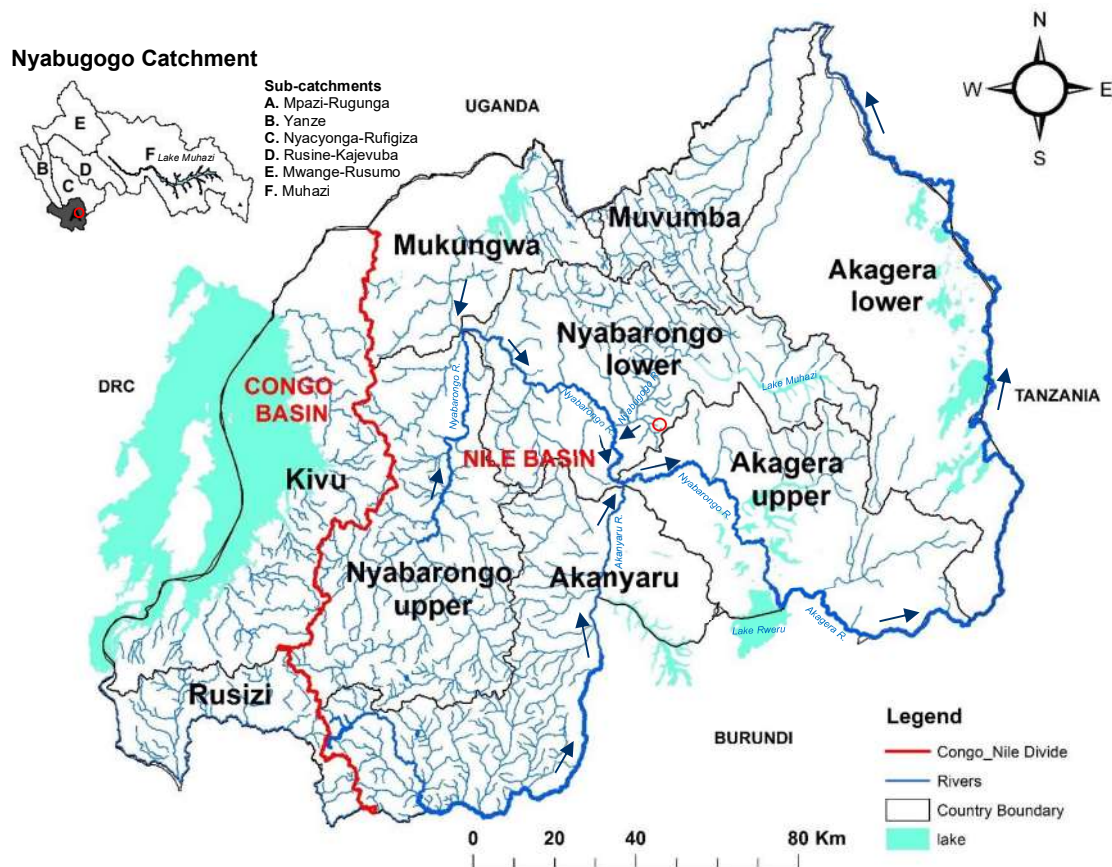 Nyabugogo Catchment
Sub-catchments
A. Mpazi-Rugunga
B. Yanze
C. Nyacyonga-Rufigiza
D. Rusine-Kajevuba
E. Mwange-Rusumo
F. Muhazi
E
B
D
C
F
Lake Muhazi
N
W
E
S
UGANDA
Mukungwa
Muvumba
Akagera
lower
Nyabarongo
lower
Lake Muhazi
DRC
CONGO
BASIN
Nyabarongo R.
Nyabarongo R.
Nyabugogo R.
TANZANIA
NILE BASIN
Kivu
Akagera
upper
Nyabarongo R.
Nyabarongo
upper
Akanyaru
Akanyaru R.
Lake Rweru
Akagera R.
Rusizi
BURUNDI
Legend
Congo_Nile Divide
Rivers
Country Boundary
lake
0 20 40 80 Km